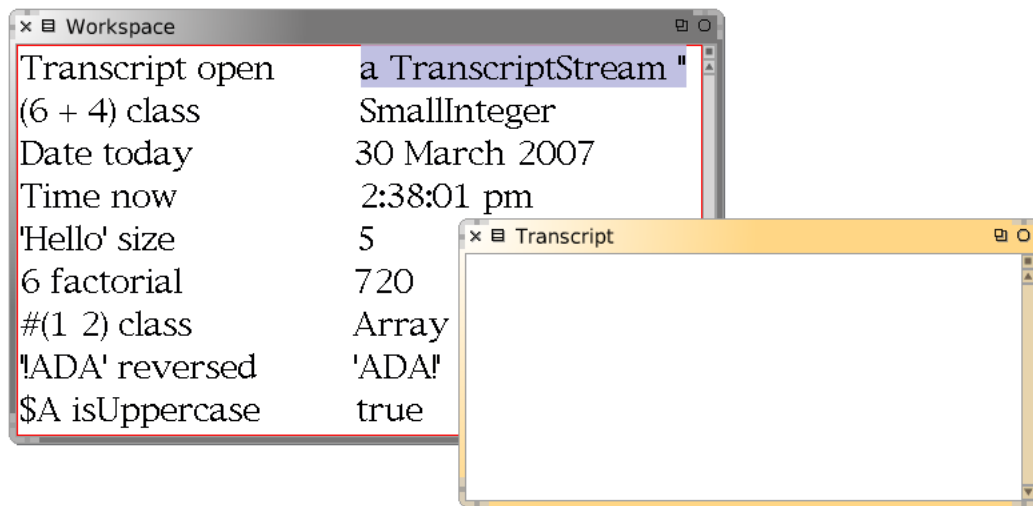 Workspace
Transcript open a TranscriptStream "
(6 + 4) class SmallInteger
Date today 30 March 2007
Time now 2:38:01 pm
'Hello' size 5
Transcript
6 factorial 720
#(1 2) class Array
'!ADA' reversed 'ADA!'
$A isUppercase true